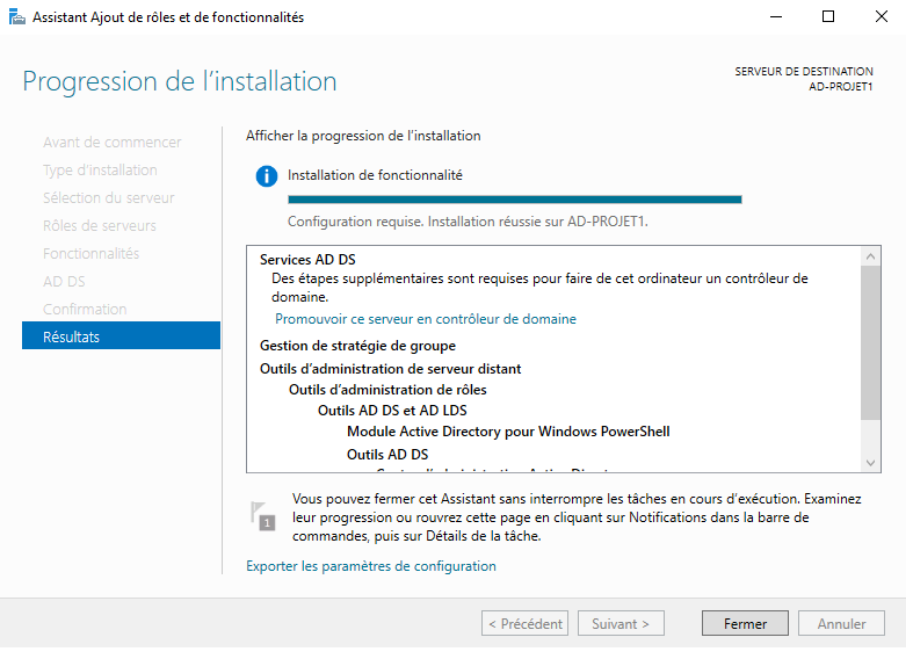 Assistant Ajout de rôles et de fonctionnalités
Progression de l'installation
SERVEUR DE DESTINATION
AD-PROJET1
Avant de commencer
Type d'installation
Sélection du serveur
Rôles de serveurs
Fonctionnalités
AD DS
Confirmation
Résultats
Afficher la progression de l'installation
Installation de fonctionnalité
Configuration requise. Installation réussie sur AD-PROJET1.
Services AD DS
Des étapes supplémentaires sont requises pour faire de cet ordinateur un contrôleur de
domaine.
Promouvoir ce serveur en contrôleur de domaine
Gestion de stratégie de groupe
Outils d'administration de serveur distant
Outils d'administration de rôles
Outils AD DS et AD LDS
Module Active Directory pour Windows PowerShell
Outils AD DS
1
Vous pouvez fermer cet Assistant sans interrompre les tâches en cours d'exécution. Examinez
leur progression ou rouvrez cette page en cliquant sur Notifications dans la barre de
commandes, puis sur Détails de la tâche.
Exporter les paramètres de configuration
< Précédent
Suivant >
Fermer
Annuler